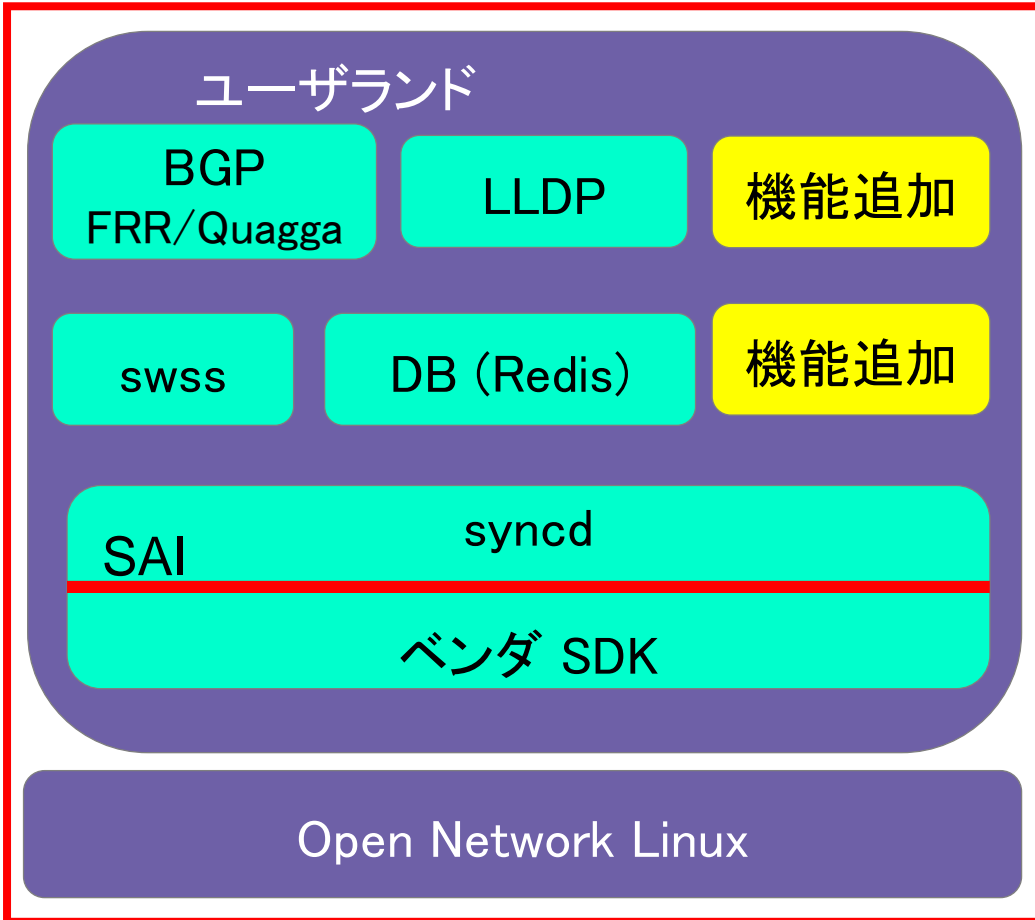 ユーザランド
BGP
FRR/Quagga
LLDP
機能追加
swss
DB (Redis)
機能追加
syncd
SAI
ベンダ SDK
Open Network Linux